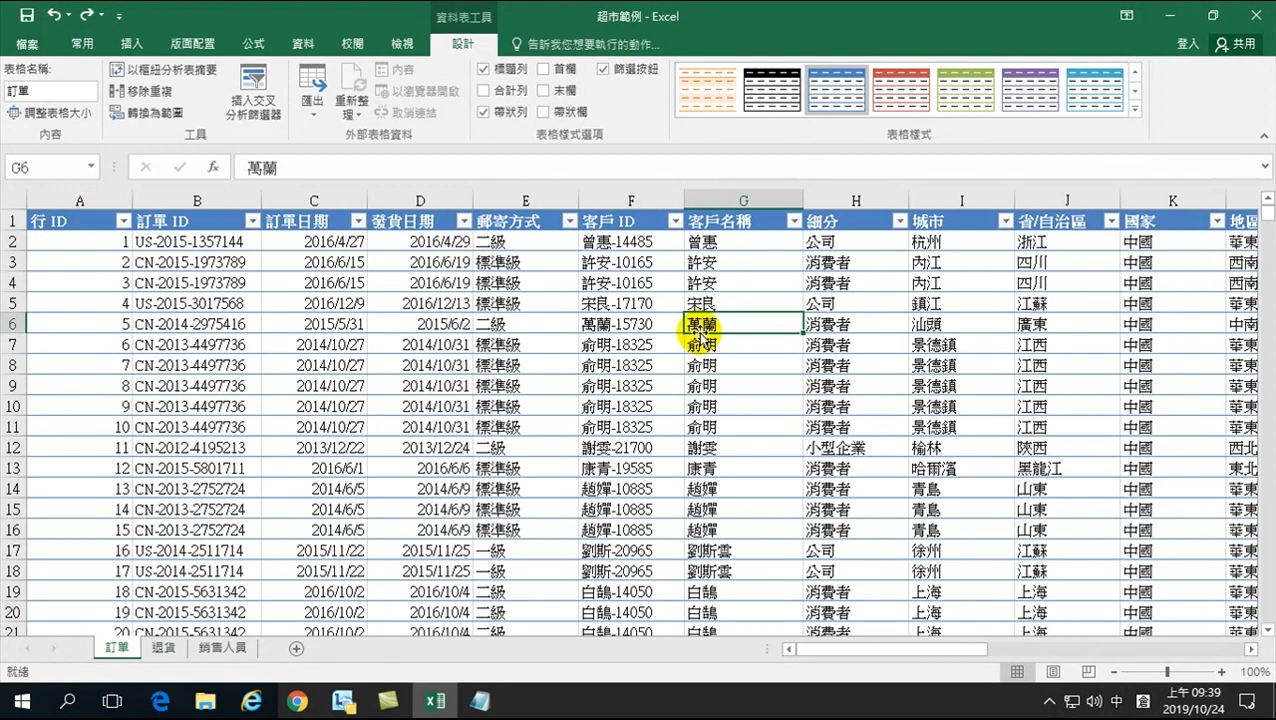 資料表工具 超市範例 - Excel
檔案 常用 插入 版面配置 公式 資料 校閱 檢視 設計 告訴我您想要執行的動作... 登入 共用
表格名稱:
訂單
調整表格大小
內容
以樞紐分析表摘要
移除重複
轉換為範圍
插入交叉
分析篩選器
工具
匯出
重新整
理
內容
以瀏覽器開啟
取消連結
外部表格資料
標題列 首欄 篩選按鈕
合計列 末欄
帶狀列 帶狀欄
表格樣式選項
表格樣式
G6 fx 萬蘭
A B C D E F G H I J K
1 行 ID 訂單 ID 訂單日期 發貨日期 郵寄方式 客戶 ID 客戶名稱 細分 城市 省/自治區 國家 地區
2 1 US-2015-1357144 2016/4/27 2016/4/29 二級 曾惠-14485 曾惠 公司 杭州 浙江 中國 華東
3 2 CN-2015-1973789 2016/6/15 2016/6/19 標準級 許安-10165 許安 消費者 內江 四川 中國 西南
4 3 CN-2015-1973789 2016/6/15 2016/6/19 標準級 許安-10165 許安 消費者 內江 四川 中國 西南
5 4 US-2015-3017568 2016/12/9 2016/12/13 標準級 宋良-17170 宋良 公司 鎮江 江蘇 中國 華東
6 5 CN-2014-2975416 2015/5/31 2015/6/2 二級 萬蘭-15730 萬蘭 消費者 汕頭 廣東 中國 中南
7 6 CN-2013-4497736 2014/10/27 2014/10/31 標準級 俞明-18325 俞明 消費者 景德鎮 江西 中國 華東
8 7 CN-2013-4497736 2014/10/27 2014/10/31 標準級 俞明-18325 俞明 消費者 景德鎮 江西 中國 華東
9 8 CN-2013-4497736 2014/10/27 2014/10/31 標準級 俞明-18325 俞明 消費者 景德鎮 江西 中國 華東
10 9 CN-2013-4497736 2014/10/27 2014/10/31 標準級 俞明-18325 俞明 消費者 景德鎮 江西 中國 華東
11 10 CN-2013-4497736 2014/10/27 2014/10/31 標準級 俞明-18325 俞明 消費者 景德鎮 江西 中國 華東
12 11 CN-2012-4195213 2013/12/22 2013/12/24 二級 謝雯-21700 謝雯 小型企業 榆林 陝西 中國 西北
13 12 CN-2015-5801711 2016/6/1 2016/6/6 標準級 康青-19585 康青 消費者 哈爾濱 黑龍江 中國 東北
14 13 CN-2013-2752724 2014/6/5 2014/6/9 標準級 趙嬋-10885 趙嬋 消費者 青島 山東 中國 華東
15 14 CN-2013-2752724 2014/6/5 2014/6/9 標準級 趙嬋-10885 趙嬋 消費者 青島 山東 中國 華東
16 15 CN-2013-2752724 2014/6/5 2014/6/9 標準級 趙嬋-10885 趙嬋 消費者 青島 山東 中國 華東
17 16 US-2014-2511714 2015/11/22 2015/11/25 一級 劉斯-20965 劉斯雲 公司 徐州 江蘇 中國 華東
18 17 US-2014-2511714 2015/11/22 2015/11/25 一級 劉斯-20965 劉斯雲 公司 徐州 江蘇 中國 華東
19 18 CN-2015-5631342 2016/10/2 2016/10/4 二級 白鵠-14050 白鵠 消費者 上海 上海 中國 華東
20 19 CN-2015-5631342 2016/10/2 2016/10/4 二級 白鵠-14050 白鵠 消費者 上海 上海 中國 華東
21 20 CN-2015-5631342 2016/10/2 2016/10/4 二級 白鵠-14050 白鵠 消費者 上海 上海 中國 華東
訂單 退貨 銷售人員
就緒 100%
中 上午 09:39
2019/10/24